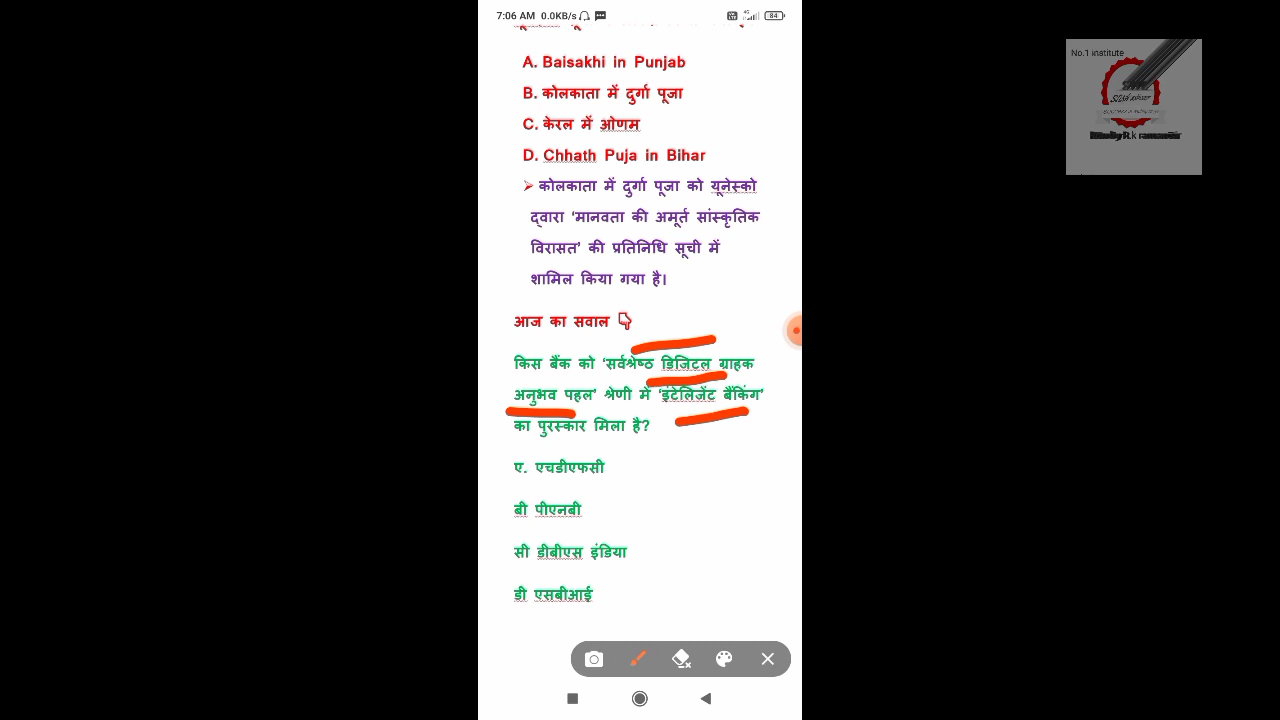 7:06 AM 0.0KB/s 4G 84
No.1 institute
A. Baisakhi in Punjab
B. कोलकाता में दुर्गा पूजा
C. केरल में ओणम
D. Chhath Puja in Bihar
➢ कोलकाता में दुर्गा पूजा को यूनेस्को
द्वारा ‘मानवता की अमूर्त सांस्कृतिक
विरासत’ की प्रतिनिधि सूची में
शामिल किया गया है।
आज का सवाल
किस बैंक को ‘सर्वश्रेष्ठ डिजिटल ग्राहक
अनुभव पहल’ श्रेणी में ‘इंटेलिजेंट बैंकिंग’
का पुरस्कार मिला है?
ए. एचडीएफसी
बी पीएनबी
सी डीबीएस इंडिया
डी एसबीआई